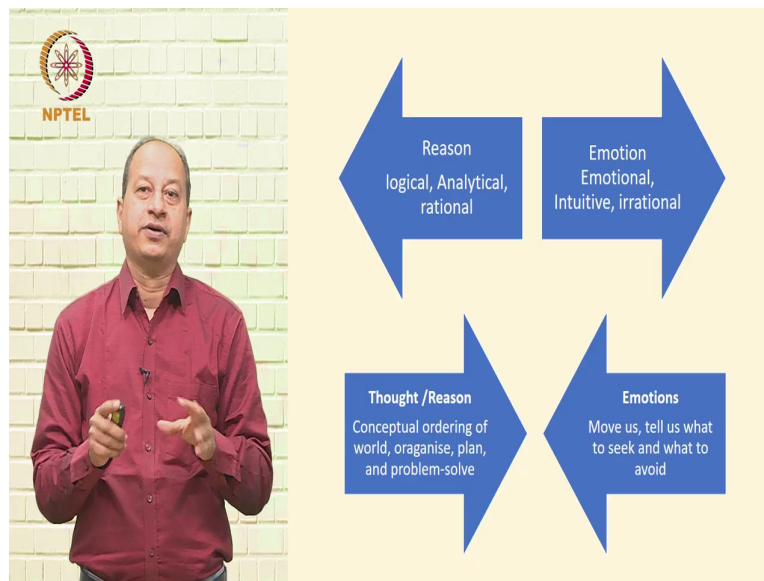 NPTEL
Reason
logical, Analytical,
rational
Emotion
Emotional,
Intuitive, irrational
Thought /Reason
Conceptual ordering of
world, oraganise, plan,
and problem-solve
Emotions
Move us, tell us what
to seek and what to
avoid